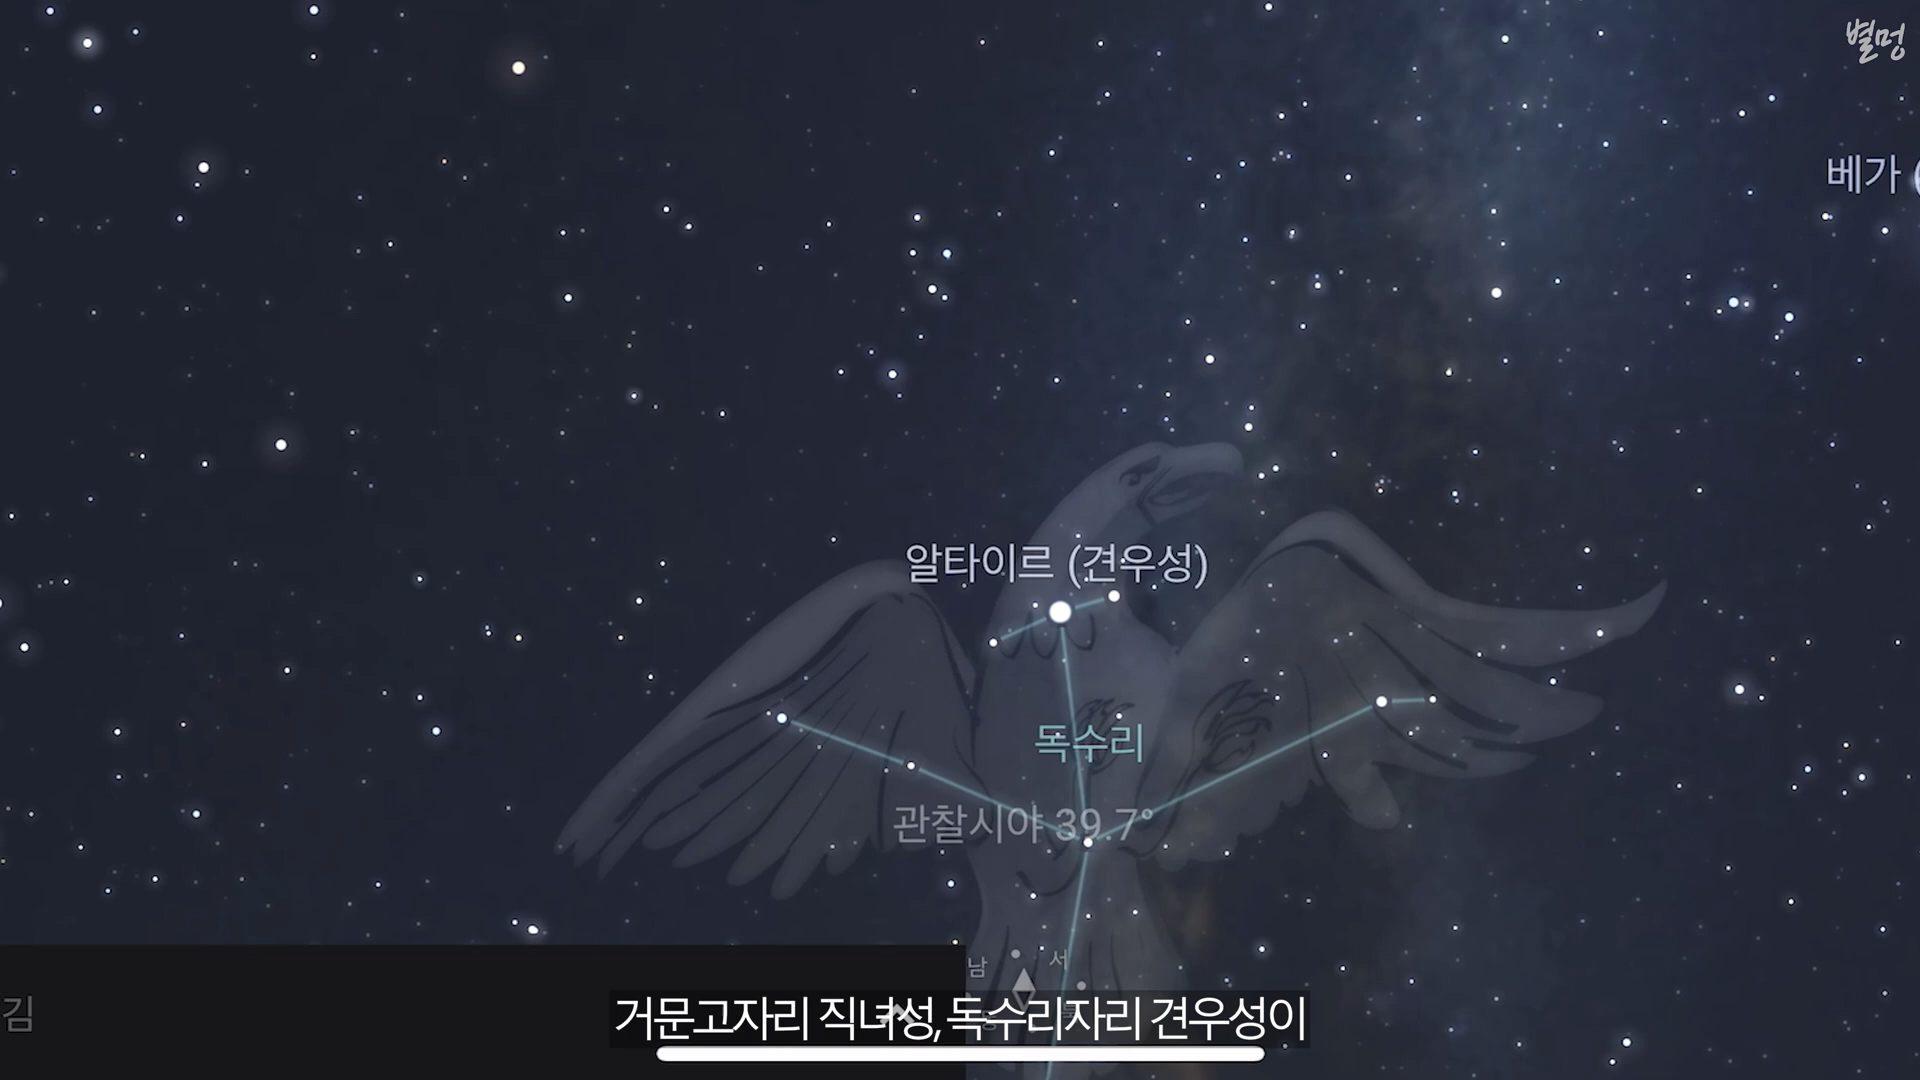 별멍
베가 (
알타이르 (견우성)
독수리
관찰시야 39.7°
남 서
김
거문고자리 직녀성, 독수리자리 견우성이